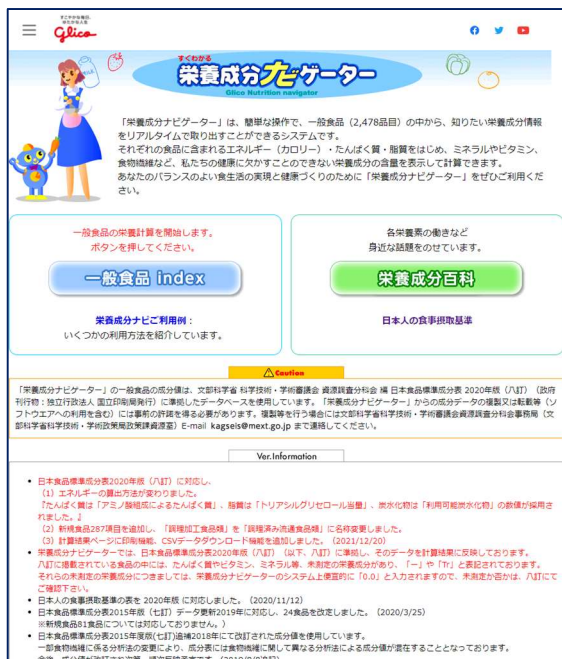 すこやかな毎日、
ゆたかな人生
Glico
MILK
すぐわかる
栄養成分ナビゲーター
Glico Nutrition navigator
「栄養成分ナビゲーター」は、簡単な操作で、一般食品（2,478品目）の中から、知りたい栄養成分情報
をリアルタイムで取り出すことができるシステムです。
それぞれの食品に含まれるエネルギー（カロリー）・たんぱく質・脂質をはじめ、ミネラルやビタミン、
食物繊維など、私たちの健康に欠かすことのできない栄養成分の含量を表示して計算できます。
あなたのバランスのよい食生活の実現と健康づくりのために「栄養成分ナビゲーター」をぜひご利用くだ
さい。
一般食品の栄養計算を開始します。
ボタンを押してください。
一般食品 index
栄養成分ナビご利用例：
いくつかの利用方法を紹介しています。
各栄養素の働きなど
身近な話題をのせています。
栄養成分百科
日本人の食事摂取基準
Caution
「栄養成分ナビゲーター」の一般食品の成分値は、文部科学省 科学技術・学術審議会 資源調査分科会 編 日本食品標準成分表 2020年版（八訂）（政府
刊行物：独立行政法人 国立印刷局発行）に準拠したデータベースを使用しています。「栄養成分ナビゲーター」からの成分データの複製又は転載等（ソ
フトウエアへの利用を含む）には事前の許諾を得る必要があります。複製等を行う場合には文部科学省科学技術・学術審議会資源調査分科会事務局（文
部科学省科学技術・学術政策局政策課資源室）E-mail kagseis@mext.go.jp まで連絡してください。
Ver.Information
• 日本食品標準成分表2020年版（八訂）に対応し、
（1）エネルギーの算出方法が変わりました。
『たんぱく質は「アミノ酸組成によるたんぱく質」、脂質は「トリアシルグリセロール当量」、炭水化物は「利用可能炭水化物」の数値が採用さ
れました。』
（2）新規食品287項目を追加し、「調理加工食品類」を「調理済み流通食品類」に名称変更しました。
（3）計算結果ページに印刷機能、CSVデータダウンロード機能を追加しました。（2021/12/20）
• 栄養成分ナビゲーターでは、日本食品標準成分表2020年版（八訂）（以下、八訂）に準拠し、そのデータを計算結果に反映しております。
八訂に掲載されている食品の中には、たんぱく質やビタミン、ミネラル等、未測定の栄養成分があり、「－」や「Tr」と表記されております。
それらの未測定の栄養成分につきましては、栄養成分ナビゲーターのシステム上便宜的に「0.0」と入力されますので、未測定か否かは、八訂にて
ご確認下さい。
• 日本人の食事摂取基準の表を 2020年版 に対応しました。（2020/11/12）
• 日本食品標準成分表2015年版（七訂）データ更新2019年に対応し、24食品を改定しました。（2020/3/25）
※新規食品81食品については対応しておりません。）
• 日本食品標準成分表2015年度版(七訂)追補2018年にて改訂された成分値を使用しています。
一部食物繊維に係る分析法の変更により、成分表には食物繊維に関して異なる分析法による成分値が混在することとなっております。